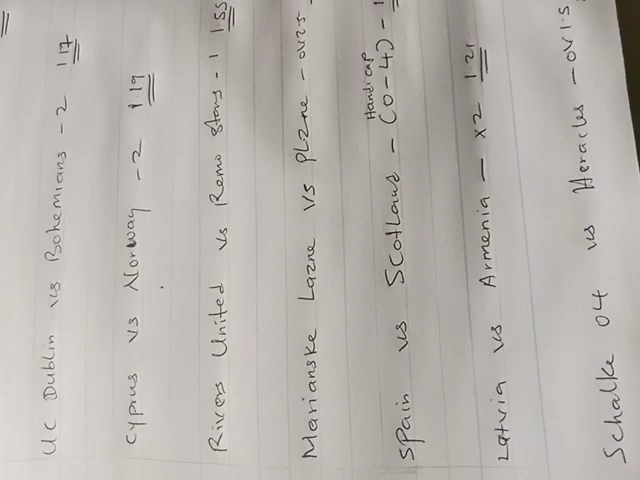 UC Dublin vs Bohemians - 2 1.17
Cyprus vs Norway - 2 1.19
Rivers United vs Remo Stars - 1 1.55
Marianske Lazne vs PLzne - OV2.5
Handicap
Spain vs Scotland - (0-4) - 1
Latvia vs Armenia - X2 1.21
Schalke 04 vs Heracles - OV1.5